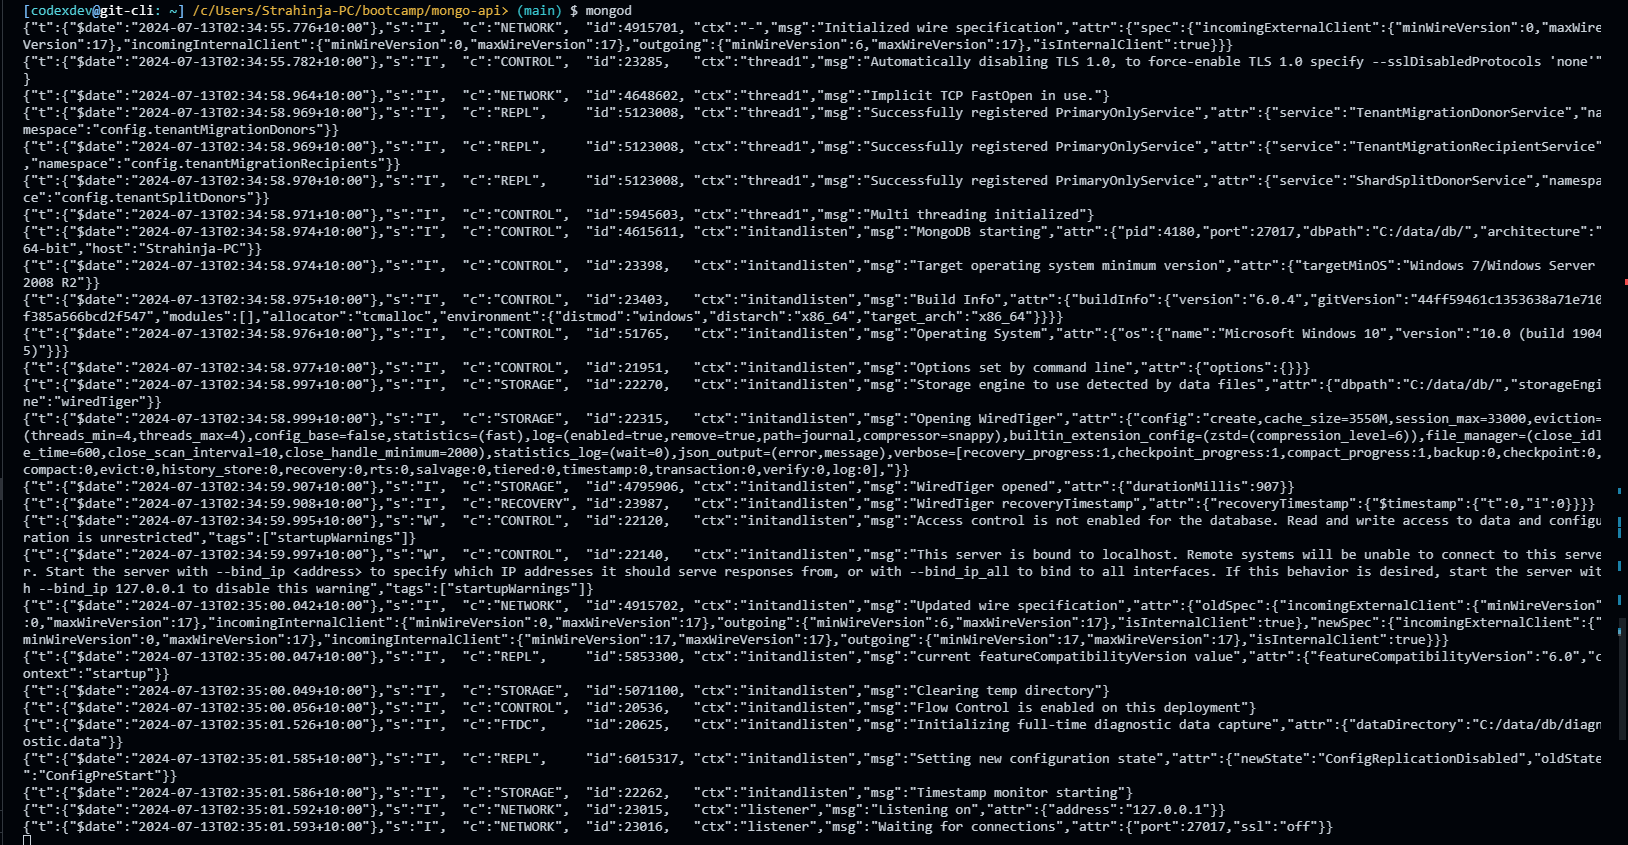 [codexdev@git-cli: ~] /c/Users/Strahinja-PC/bootcamp/mongo-api> (main) $ mongod
{"t":{"$date":"2024-07-13T02:34:55.776+10:00"},"s":"I",  "c":"NETWORK",  "id":4915701, "ctx":"-","msg":"Initialized wire specification","attr":{"spec":{"incomingExternalClient":{"minWireVersion":0,"maxWire
Version":17},"incomingInternalClient":{"minWireVersion":0,"maxWireVersion":17},"outgoing":{"minWireVersion":6,"maxWireVersion":17},"isInternalClient":true}}}
{"t":{"$date":"2024-07-13T02:34:55.782+10:00"},"s":"I",  "c":"CONTROL",  "id":23285,   "ctx":"thread1","msg":"Automatically disabling TLS 1.0, to force-enable TLS 1.0 specify --sslDisabledProtocols 'none'"
}
{"t":{"$date":"2024-07-13T02:34:58.964+10:00"},"s":"I",  "c":"NETWORK",  "id":4648602, "ctx":"thread1","msg":"Implicit TCP FastOpen in use."}
{"t":{"$date":"2024-07-13T02:34:58.969+10:00"},"s":"I",  "c":"REPL",     "id":5123008, "ctx":"thread1","msg":"Successfully registered PrimaryOnlyService","attr":{"service":"TenantMigrationDonorService","na
mespace":"config.tenantMigrationDonors"}}
{"t":{"$date":"2024-07-13T02:34:58.969+10:00"},"s":"I",  "c":"REPL",     "id":5123008, "ctx":"thread1","msg":"Successfully registered PrimaryOnlyService","attr":{"service":"TenantMigrationRecipientService"
,"namespace":"config.tenantMigrationRecipients"}}
{"t":{"$date":"2024-07-13T02:34:58.970+10:00"},"s":"I",  "c":"REPL",     "id":5123008, "ctx":"thread1","msg":"Successfully registered PrimaryOnlyService","attr":{"service":"ShardSplitDonorService","namespa
ce":"config.tenantSplitDonors"}}
{"t":{"$date":"2024-07-13T02:34:58.971+10:00"},"s":"I",  "c":"CONTROL",  "id":5945603, "ctx":"thread1","msg":"Multi threading initialized"}
{"t":{"$date":"2024-07-13T02:34:58.974+10:00"},"s":"I",  "c":"CONTROL",  "id":4615611, "ctx":"initandlisten","msg":"MongoDB starting","attr":{"pid":4180,"port":27017,"dbPath":"C:/data/db/","architecture":"
64-bit","host":"Strahinja-PC"}}
{"t":{"$date":"2024-07-13T02:34:58.974+10:00"},"s":"I",  "c":"CONTROL",  "id":23398,   "ctx":"initandlisten","msg":"Target operating system minimum version","attr":{"targetMinOS":"Windows 7/Windows Server
2008 R2"}}
{"t":{"$date":"2024-07-13T02:34:58.975+10:00"},"s":"I",  "c":"CONTROL",  "id":23403,   "ctx":"initandlisten","msg":"Build Info","attr":{"buildInfo":{"version":"6.0.4","gitVersion":"44ff59461c1353638a71e710
f385a566bcd2f547","modules":[],"allocator":"tcmalloc","environment":{"distmod":"windows","distarch":"x86_64","target_arch":"x86_64"}}}}
{"t":{"$date":"2024-07-13T02:34:58.976+10:00"},"s":"I",  "c":"CONTROL",  "id":51765,   "ctx":"initandlisten","msg":"Operating System","attr":{"os":{"name":"Microsoft Windows 10","version":"10.0 (build 1904
5)"}}}
{"t":{"$date":"2024-07-13T02:34:58.977+10:00"},"s":"I",  "c":"CONTROL",  "id":21951,   "ctx":"initandlisten","msg":"Options set by command line","attr":{"options":{}}}
{"t":{"$date":"2024-07-13T02:34:58.997+10:00"},"s":"I",  "c":"STORAGE",  "id":22270,   "ctx":"initandlisten","msg":"Storage engine to use detected by data files","attr":{"dbpath":"C:/data/db/","storageEngi
ne":"wiredTiger"}}
{"t":{"$date":"2024-07-13T02:34:58.999+10:00"},"s":"I",  "c":"STORAGE",  "id":22315,   "ctx":"initandlisten","msg":"Opening WiredTiger","attr":{"config":"create,cache_size=3550M,session_max=33000,eviction=
(threads_min=4,threads_max=4),config_base=false,statistics=(fast),log=(enabled=true,remove=true,path=journal,compressor=snappy),builtin_extension_config=(zstd=(compression_level=6)),file_manager=(close_idl
e_time=600,close_scan_interval=10,close_handle_minimum=2000),statistics_log=(wait=0),json_output=(error,message),verbose=[recovery_progress:1,checkpoint_progress:1,compact_progress:1,backup:0,checkpoint:0,
compact:0,evict:0,history_store:0,recovery:0,rts:0,salvage:0,tiered:0,timestamp:0,transaction:0,verify:0,log:0],"}}
{"t":{"$date":"2024-07-13T02:34:59.907+10:00"},"s":"I",  "c":"STORAGE",  "id":4795906, "ctx":"initandlisten","msg":"WiredTiger opened","attr":{"durationMillis":907}}
{"t":{"$date":"2024-07-13T02:34:59.908+10:00"},"s":"I",  "c":"RECOVERY", "id":23987,   "ctx":"initandlisten","msg":"WiredTiger recoveryTimestamp","attr":{"recoveryTimestamp":{"$timestamp":{"t":0,"i":0}}}}
{"t":{"$date":"2024-07-13T02:34:59.995+10:00"},"s":"W",  "c":"CONTROL",  "id":22120,   "ctx":"initandlisten","msg":"Access control is not enabled for the database. Read and write access to data and configu
ration is unrestricted","tags":["startupWarnings"]}
{"t":{"$date":"2024-07-13T02:34:59.997+10:00"},"s":"W",  "c":"CONTROL",  "id":22140,   "ctx":"initandlisten","msg":"This server is bound to localhost. Remote systems will be unable to connect to this serve
r. Start the server with --bind_ip <address> to specify which IP addresses it should serve responses from, or with --bind_ip_all to bind to all interfaces. If this behavior is desired, start the server wit
h --bind_ip 127.0.0.1 to disable this warning","tags":["startupWarnings"]}
{"t":{"$date":"2024-07-13T02:35:00.042+10:00"},"s":"I",  "c":"NETWORK",  "id":4915702, "ctx":"initandlisten","msg":"Updated wire specification","attr":{"oldSpec":{"incomingExternalClient":{"minWireVersion"
:0,"maxWireVersion":17},"incomingInternalClient":{"minWireVersion":0,"maxWireVersion":17},"outgoing":{"minWireVersion":6,"maxWireVersion":17},"isInternalClient":true},"newSpec":{"incomingExternalClient":{"
minWireVersion":0,"maxWireVersion":17},"incomingInternalClient":{"minWireVersion":17,"maxWireVersion":17},"outgoing":{"minWireVersion":17,"maxWireVersion":17},"isInternalClient":true}}}
{"t":{"$date":"2024-07-13T02:35:00.047+10:00"},"s":"I",  "c":"REPL",     "id":5853300, "ctx":"initandlisten","msg":"current featureCompatibilityVersion value","attr":{"featureCompatibilityVersion":"6.0","c
ontext":"startup"}}
{"t":{"$date":"2024-07-13T02:35:00.049+10:00"},"s":"I",  "c":"STORAGE",  "id":5071100, "ctx":"initandlisten","msg":"Clearing temp directory"}
{"t":{"$date":"2024-07-13T02:35:00.056+10:00"},"s":"I",  "c":"CONTROL",  "id":20536,   "ctx":"initandlisten","msg":"Flow Control is enabled on this deployment"}
{"t":{"$date":"2024-07-13T02:35:01.526+10:00"},"s":"I",  "c":"FTDC",     "id":20625,   "ctx":"initandlisten","msg":"Initializing full-time diagnostic data capture","attr":{"dataDirectory":"C:/data/db/diagn
ostic.data"}}
{"t":{"$date":"2024-07-13T02:35:01.585+10:00"},"s":"I",  "c":"REPL",     "id":6015317, "ctx":"initandlisten","msg":"Setting new configuration state","attr":{"newState":"ConfigReplicationDisabled","oldState
":"ConfigPreStart"}}
{"t":{"$date":"2024-07-13T02:35:01.586+10:00"},"s":"I",  "c":"STORAGE",  "id":22262,   "ctx":"initandlisten","msg":"Timestamp monitor starting"}
{"t":{"$date":"2024-07-13T02:35:01.592+10:00"},"s":"I",  "c":"NETWORK",  "id":23015,   "ctx":"listener","msg":"Listening on","attr":{"address":"127.0.0.1"}}
{"t":{"$date":"2024-07-13T02:35:01.593+10:00"},"s":"I",  "c":"NETWORK",  "id":23016,   "ctx":"listener","msg":"Waiting for connections","attr":{"port":27017,"ssl":"off"}}